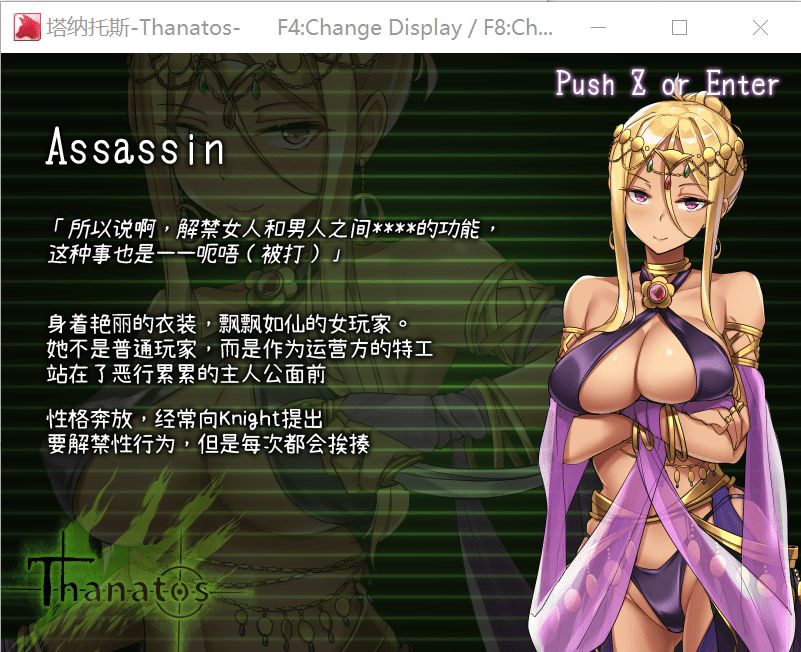 塔纳托斯-Thanatos-      F4:Change Display / F8:Ch...
Push Z or Enter
Assassin
「所以说啊，解禁女人和男人之间****的功能，
这种事也是——呃唔（被打）」
身着艳丽的衣装，飘飘如仙的女玩家。
她不是普通玩家，而是作为运营方的特工
站在了恶行累累的主人公面前
性格奔放，经常向Knight提出
要解禁性行为，但是每次都会挨揍
Thanatos